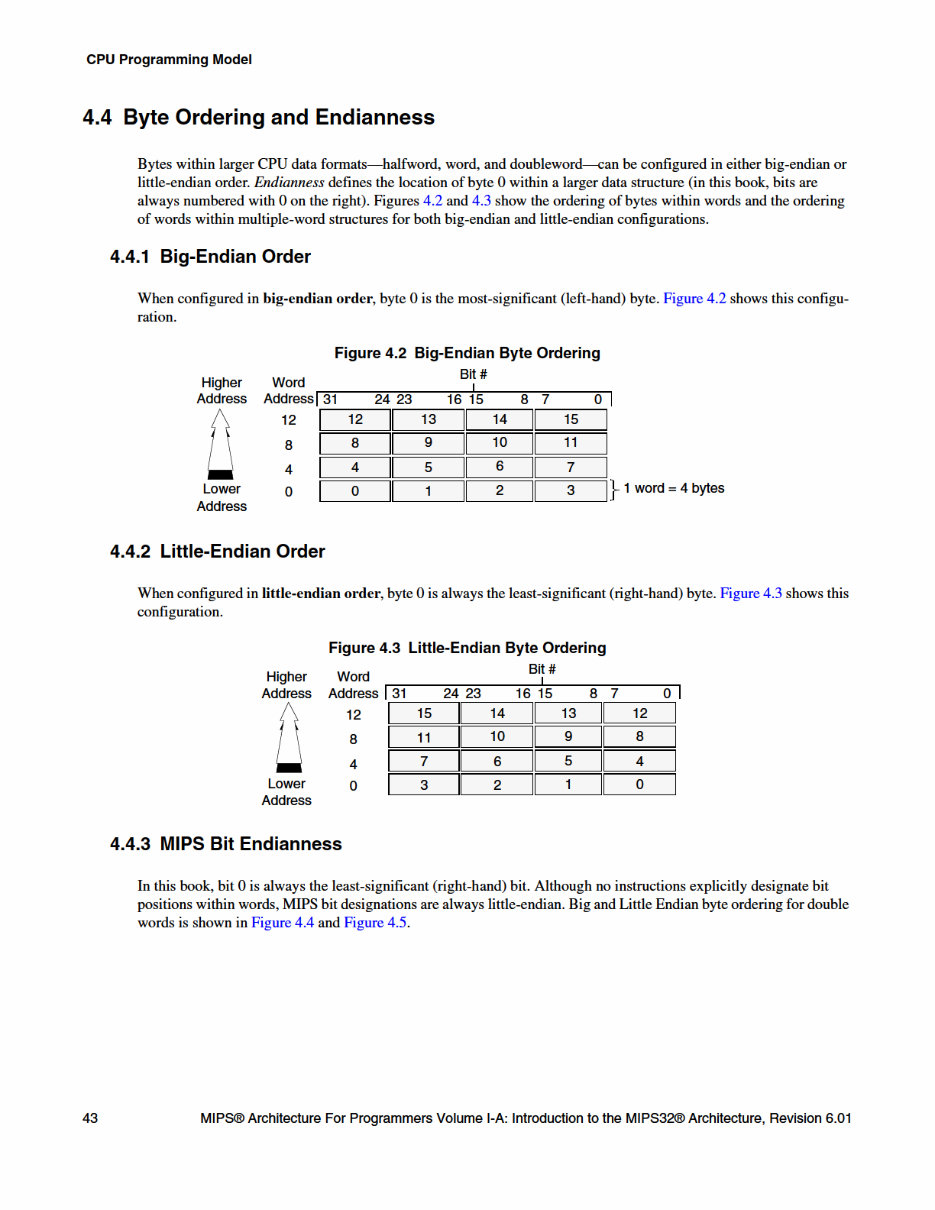 CPU Programming Model
4.4 Byte Ordering and Endianness
Bytes within larger CPU data formats—halfword, word, and doubleword—can be configured in either big-endian or
little-endian order. Endianness defines the location of byte 0 within a larger data structure (in this book, bits are
always numbered with 0 on the right). Figures 4.2 and 4.3 show the ordering of bytes within words and the ordering
of words within multiple-word structures for both big-endian and little-endian configurations.
4.4.1 Big-Endian Order
When configured in big-endian order, byte 0 is the most-significant (left-hand) byte. Figure 4.2 shows this configu-
ration.
Figure 4.2 Big-Endian Byte Ordering
Bit #
Higher Word
Address Address 31 24 23 16 15 8 7 0
12 12 13 14 15
8 8 9 10 11
4 4 5 6 7
Lower 0 0 1 2 3 1 word = 4 bytes
Address
4.4.2 Little-Endian Order
When configured in little-endian order, byte 0 is always the least-significant (right-hand) byte. Figure 4.3 shows this
configuration.
Figure 4.3 Little-Endian Byte Ordering
Bit #
Higher Word
Address Address 31 24 23 16 15 8 7 0
12 15 14 13 12
8 11 10 9 8
4 7 6 5 4
Lower 0 3 2 1 0
Address
4.4.3 MIPS Bit Endianness
In this book, bit 0 is always the least-significant (right-hand) bit. Although no instructions explicitly designate bit
positions within words, MIPS bit designations are always little-endian. Big and Little Endian byte ordering for double
words is shown in Figure 4.4 and Figure 4.5.
43 MIPS® Architecture For Programmers Volume I-A: Introduction to the MIPS32® Architecture, Revision 6.01